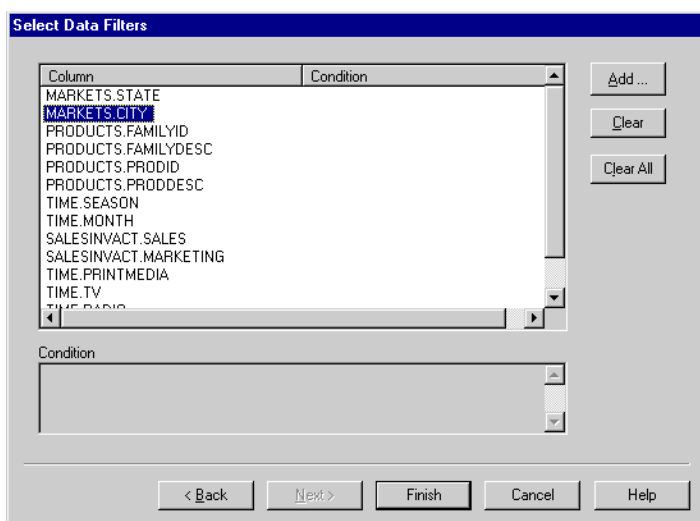 Select Data Filters
Column Condition
MARKETS.STATE
MARKETS.CITY
PRODUCTS.FAMILYID
PRODUCTS.FAMILYDESC
PRODUCTS.PRODID
PRODUCTS.PRODDESC
TIME.SEASON
TIME.MONTH
SALESINVACT.SALES
SALESINVACT.MARKETING
TIME.PRINTMEDIA
TIME.TV
TIME.RADIO
Add ...
Clear
Clear All
Condition
< Back Next > Finish Cancel Help